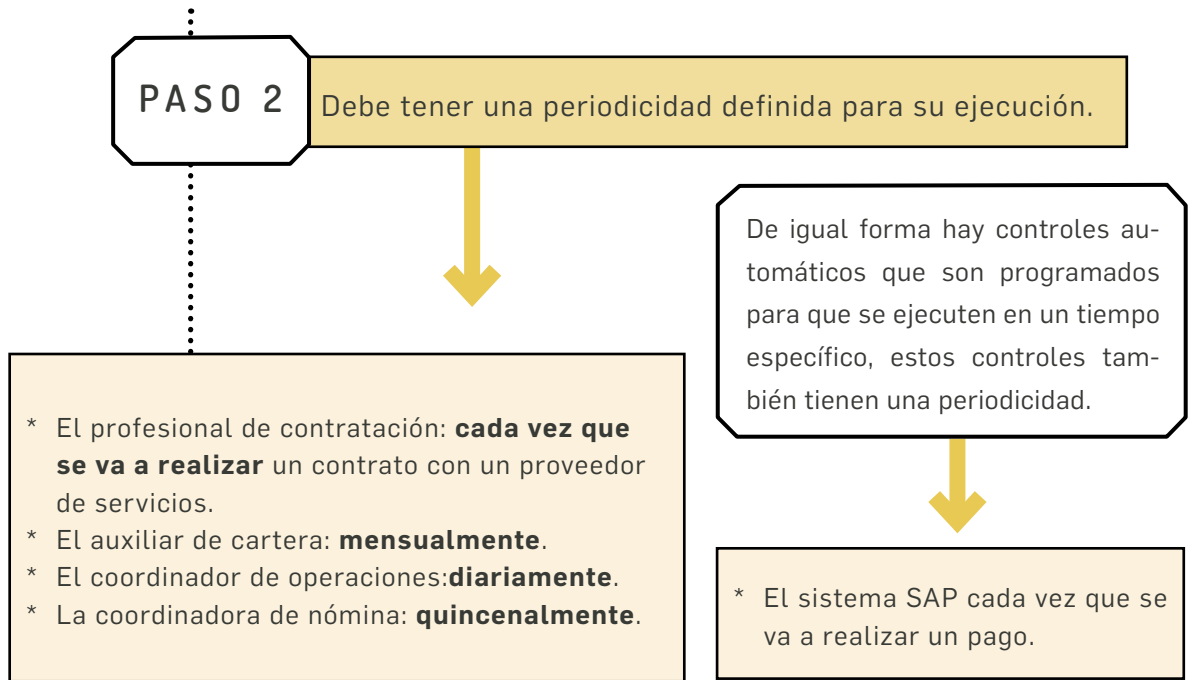 PASO 2
Debe tener una periodicidad definida para su ejecución.
De igual forma hay controles au-
tomáticos que son programados
para que se ejecuten en un tiempo
específico, estos controles tam-
bién tienen una periodicidad.
* El profesional de contratación: cada vez que
se va a realizar un contrato con un proveedor
de servicios.
* El auxiliar de cartera: mensualmente.
* El coordinador de operaciones:diariamente.
* La coordinadora de nómina: quincenalmente.
* El sistema SAP cada vez que se
va a realizar un pago.